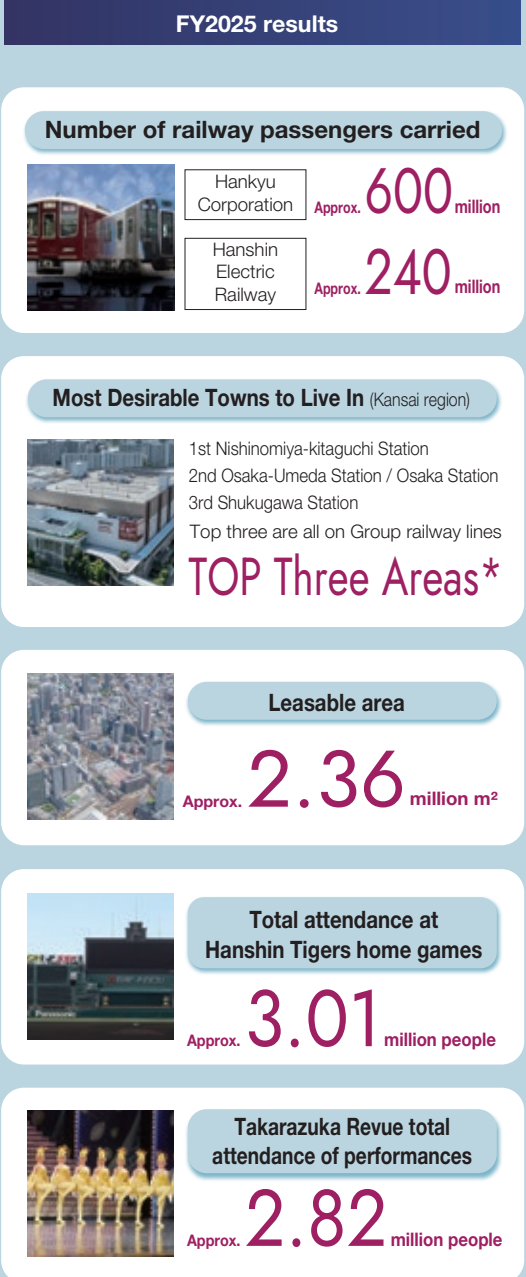 FY2025 results
Number of railway passengers carried
Hankyu
Corporation
Approx. 600 million
Hanshin
Electric
Railway
Approx. 240 million
Most Desirable Towns to Live In (Kansai region)
1st Nishinomiya-kitaguchi Station
2nd Osaka-Umeda Station / Osaka Station
3rd Shukugawa Station
Top three are all on Group railway lines
TOP Three Areas*
Leasable area
Approx. 2.36 million m²
Total attendance at
Hanshin Tigers home games
Panasonic
Approx. 3.01 million people
Takarazuka Revue total
attendance of performances
Approx. 2.82 million people